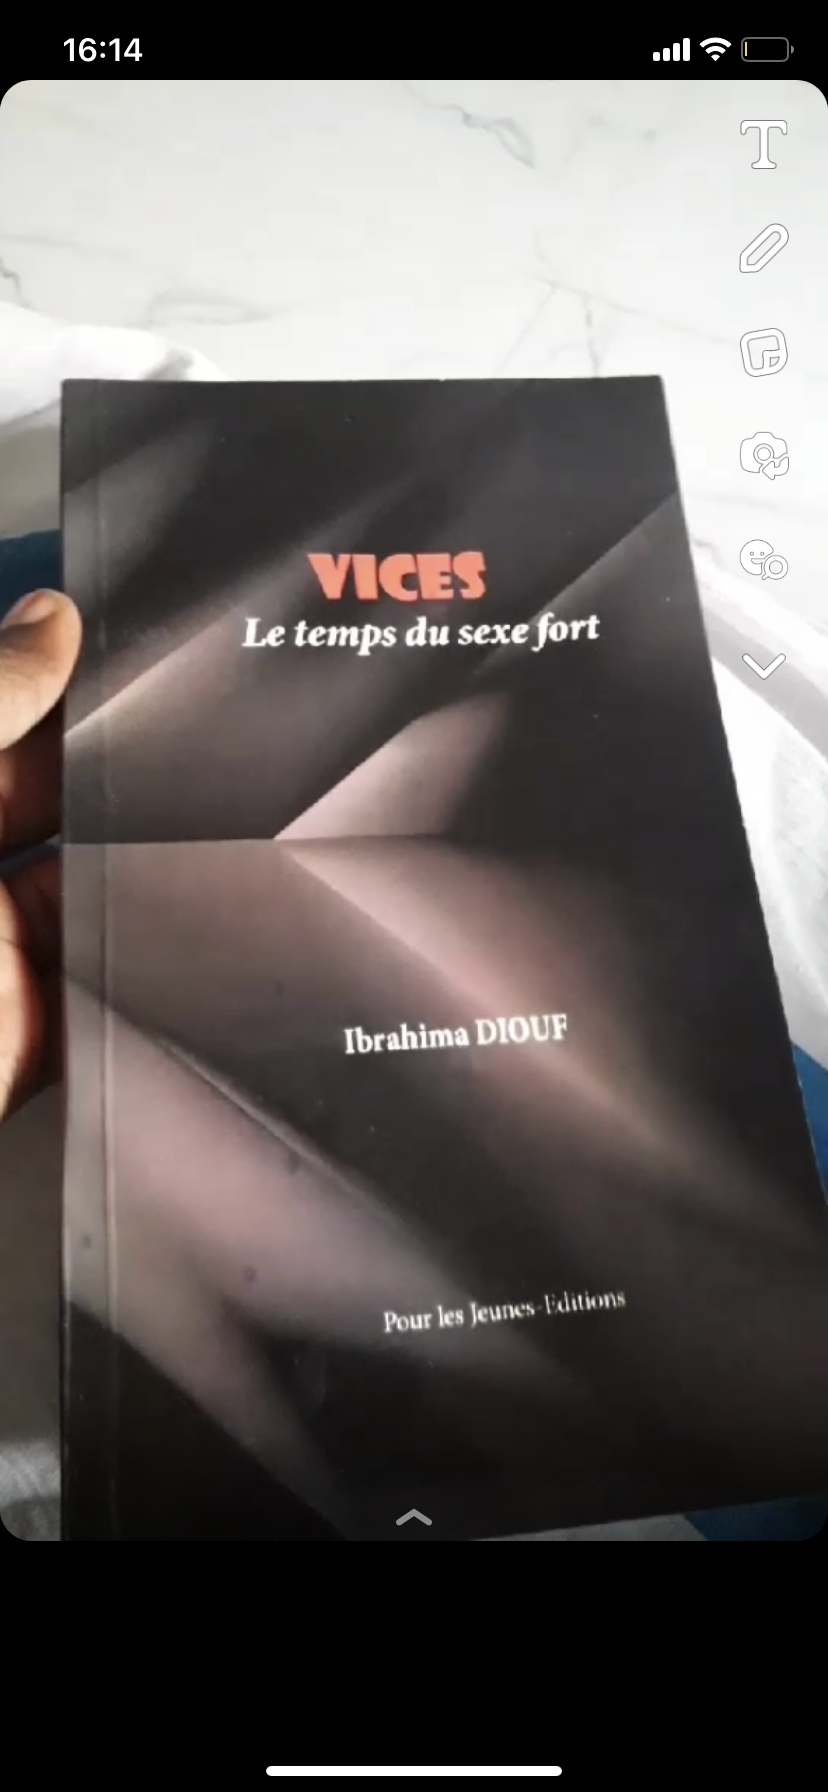 16:14
T
VICES
Le temps du sexe fort
Ibrahima DIOUF
Pour les Jeunes-Editions